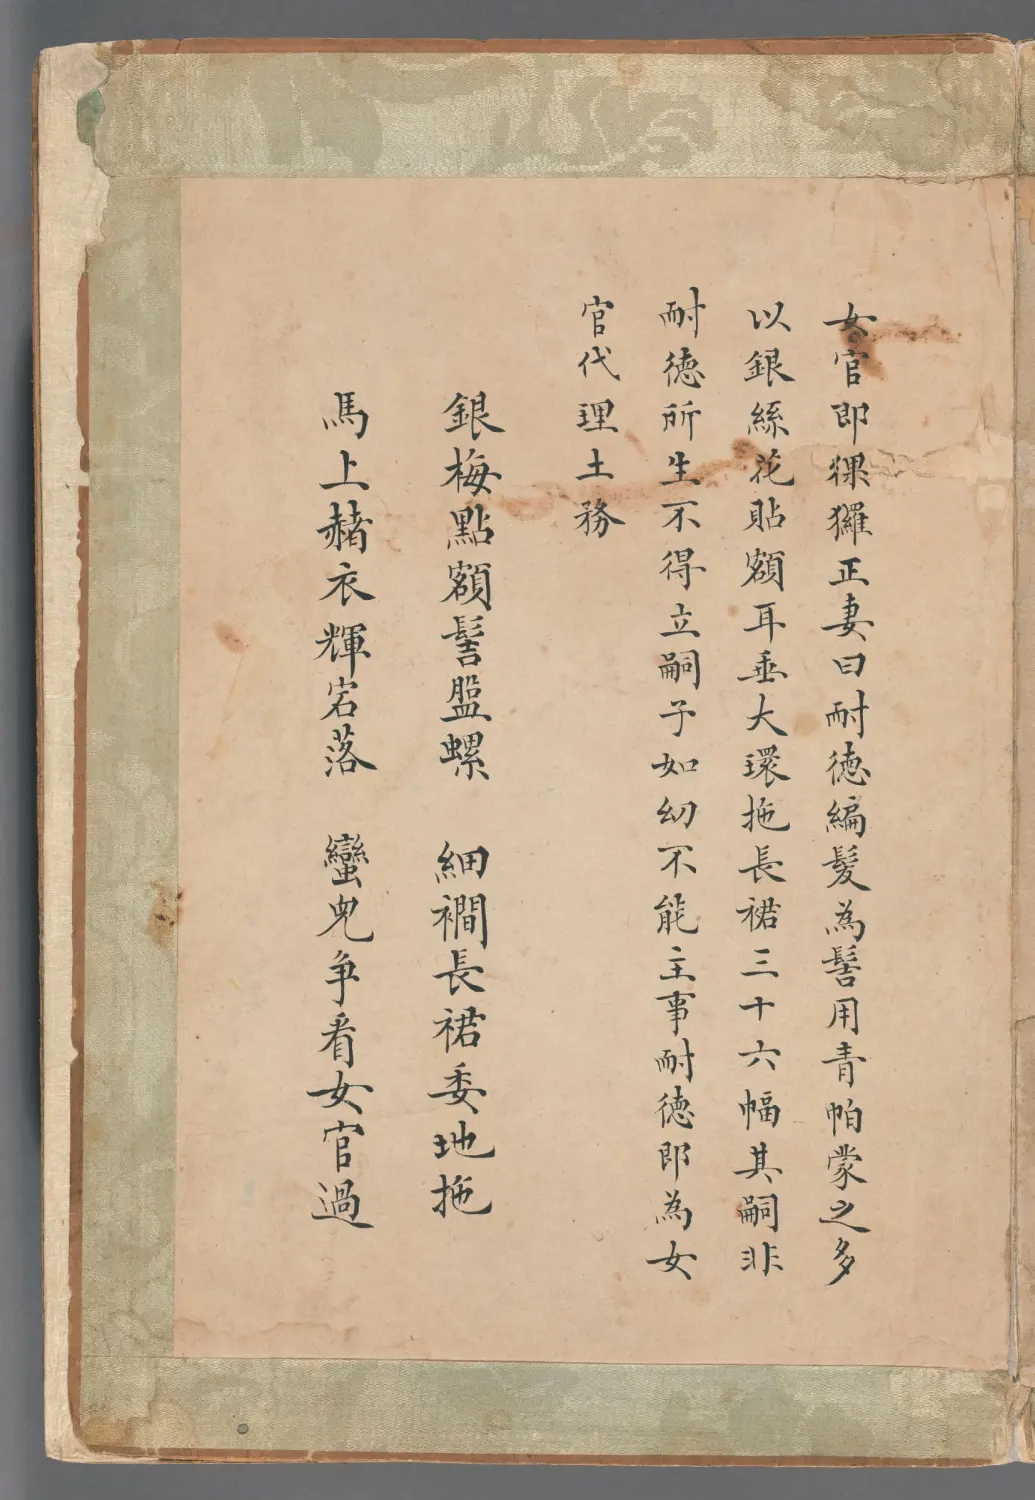 女官即猓玀正妻曰耐德編髮為髻用青帕蒙之多
以銀絲花貼額耳垂大環拖長裙三十六幅其嗣非
耐德所生不得立嗣子如幼不能主事耐德即為女
官代理土務
銀梅點額髻盤螺 細襉長裙委地拖
馬上赭衣輝宕落 蠻兒爭看女官過